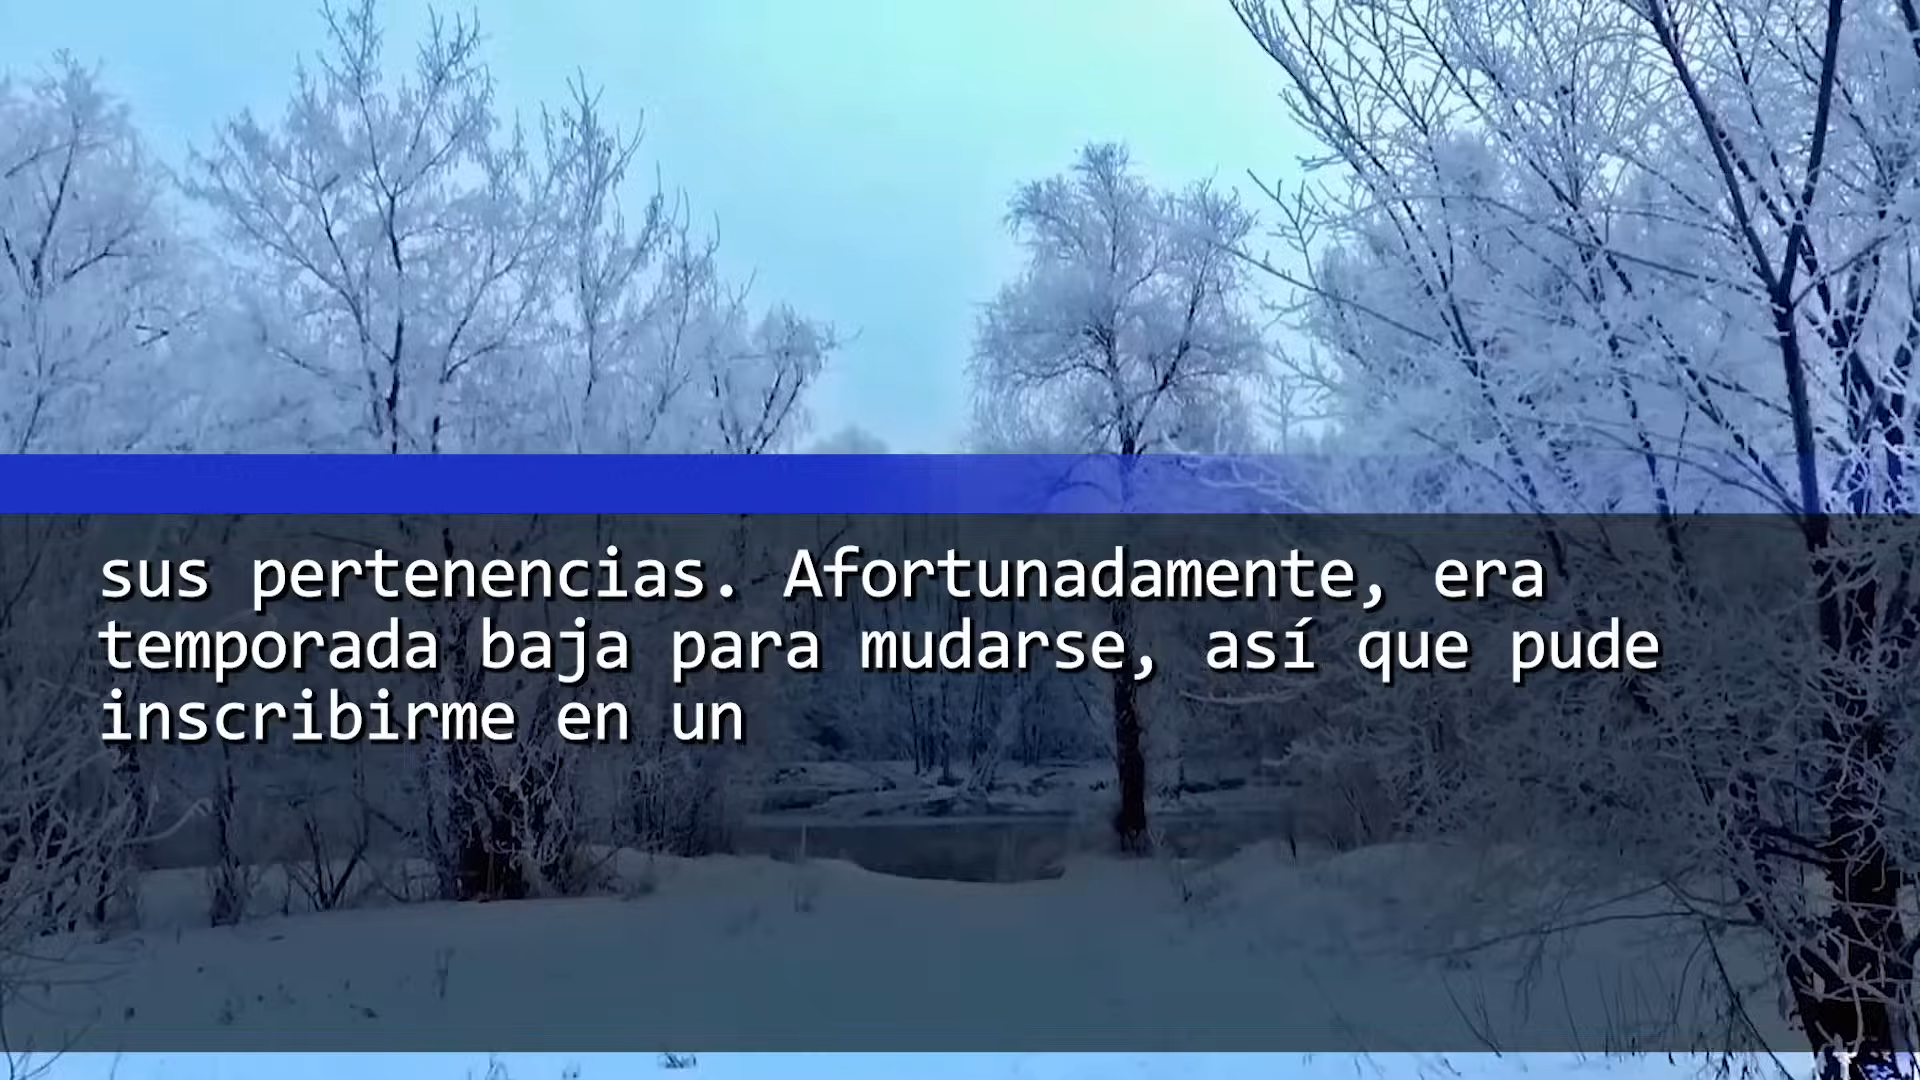 sus pertenencias. Afortunadamente, era
temporada baja para mudarse, así que pude
inscribirme en un